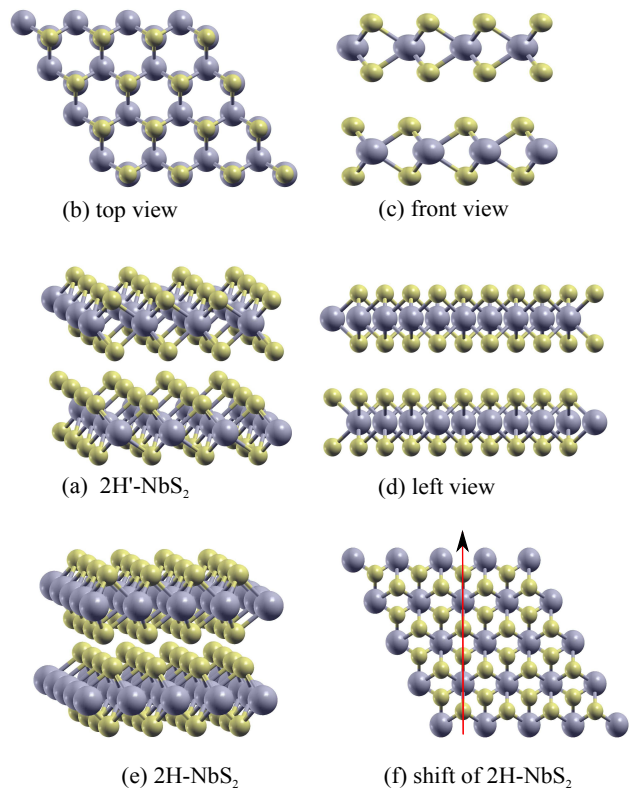 (b) top view
(c) front view
(a) 2H'-NbS₂
(d) left view
(e) 2H-NbS₂
(f) shift of 2H-NbS₂